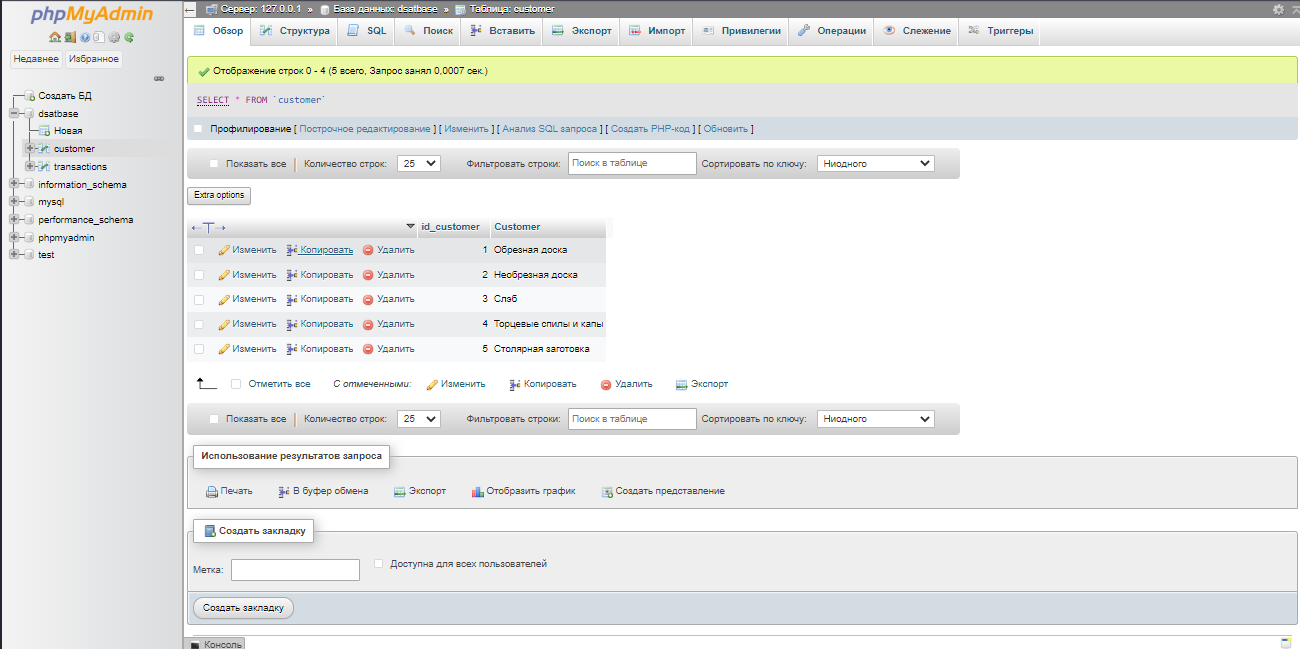 phpMyAdmin
Недавнее Избранное
Создать БД
dsatbase
Новая
customer
transactions
information_schema
mysql
performance_schema
phpmyadmin
test
Сервер: 127.0.0.1 » База данных: dsatbase » Таблица: customer
Обзор Структура SQL Поиск Вставить Экспорт Импорт Привилегии Операции Слежение Триггеры
Отображение строк 0 - 4 (5 всего, Запрос занял 0,0007 сек.)
SELECT * FROM `customer`
Профилирование [ Построчное редактирование ] [ Изменить ] [ Анализ SQL запроса ] [ Создать PHP-код ] [ Обновить ]
Показать все Количество строк: 25 Фильтровать строки: Поиск в таблице Сортировать по ключу: Ниодного
Extra options
id_customer Customer
Изменить Копировать Удалить 1 Обрезная доска
Изменить Копировать Удалить 2 Необрезная доска
Изменить Копировать Удалить 3 Слэб
Изменить Копировать Удалить 4 Торцевые спилы и капы
Изменить Копировать Удалить 5 Столярная заготовка
Отметить все С отмеченными: Изменить Копировать Удалить Экспорт
Показать все Количество строк: 25 Фильтровать строки: Поиск в таблице Сортировать по ключу: Ниодного
Использование результатов запроса
Печать В буфер обмена Экспорт Отобразить график Создать представление
Создать закладку
Метка: Доступна для всех пользователей
Создать закладку
Консоль